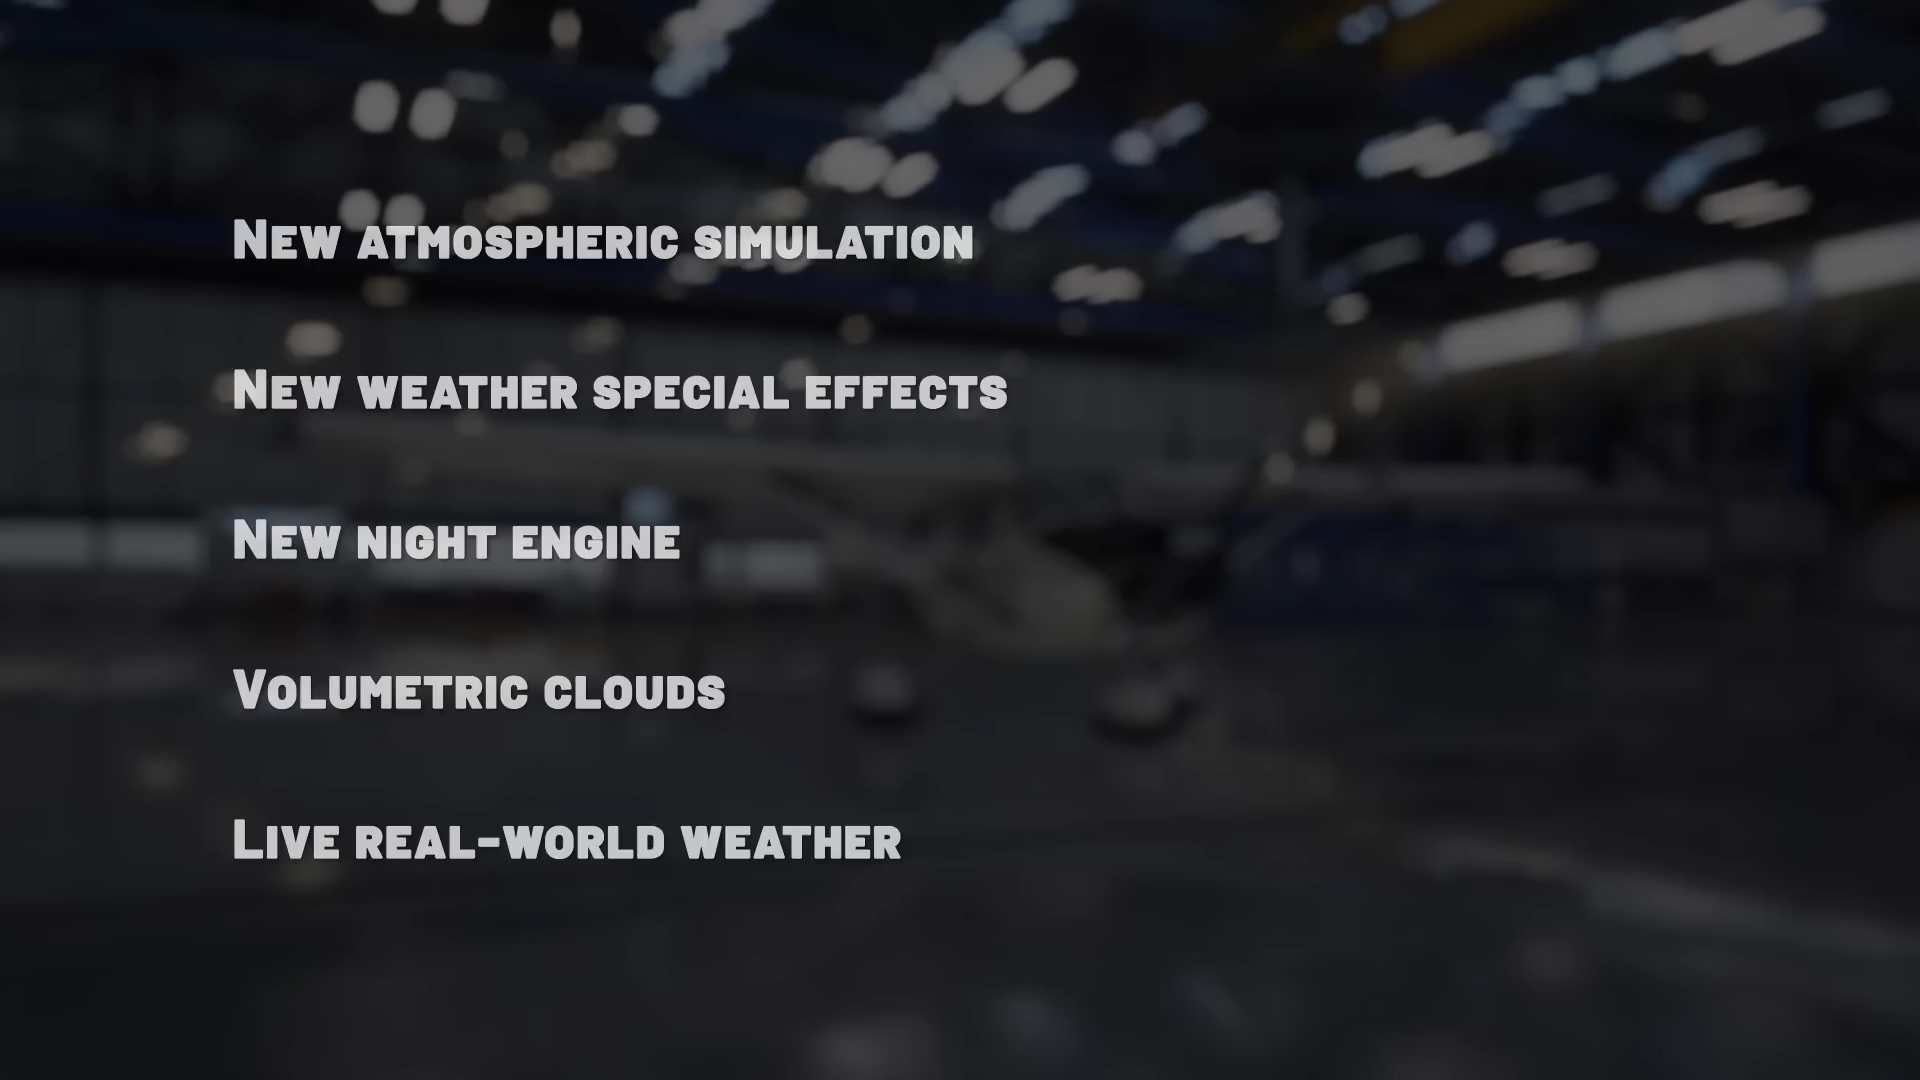 New atmospheric simulation
New weather special effects
New night engine
Volumetric clouds
Live real-world weather